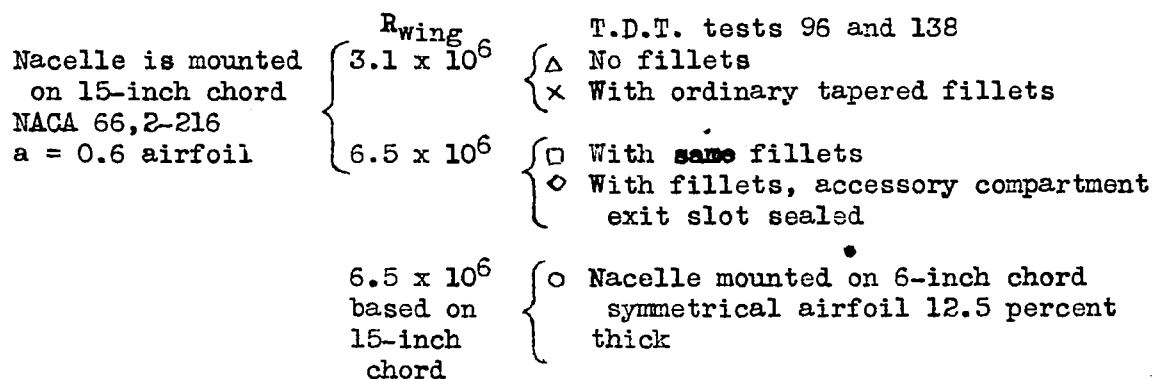 R_wing T.D.T. tests 96 and 138
Nacelle is mounted 3.1 x 10^6 △ No fillets
on 15-inch chord × With ordinary tapered fillets
NACA 66,2-216
a = 0.6 airfoil 6.5 x 10^6 □ With same fillets
◇ With fillets, accessory compartment
exit slot sealed
6.5 x 10^6 ○ Nacelle mounted on 6-inch chord
based on symmetrical airfoil 12.5 percent
15-inch thick
chord